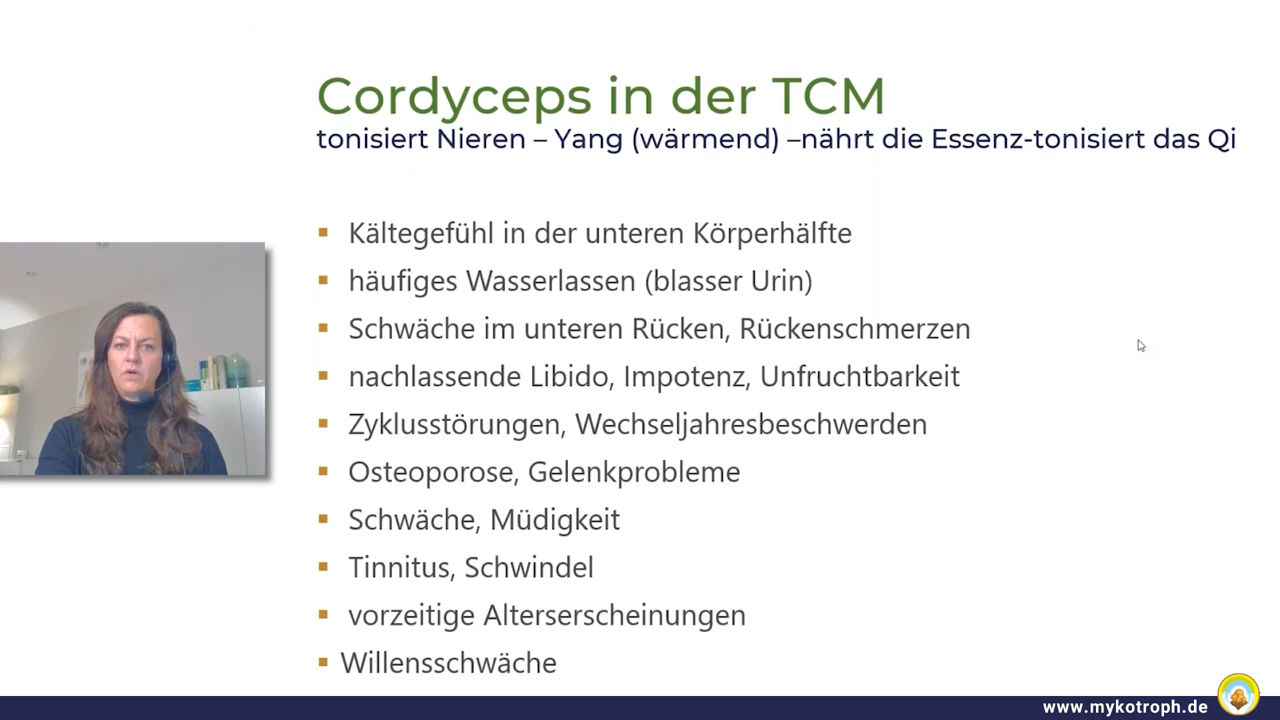 Cordyceps in der TCM
tonisiert Nieren – Yang (wärmend) –nährt die Essenz-tonisiert das Qi
▪ Kältegefühl in der unteren Körperhälfte
▪ häufiges Wasserlassen (blasser Urin)
▪ Schwäche im unteren Rücken, Rückenschmerzen
▪ nachlassende Libido, Impotenz, Unfruchtbarkeit
▪ Zyklusstörungen, Wechseljahresbeschwerden
▪ Osteoporose, Gelenkprobleme
▪ Schwäche, Müdigkeit
▪ Tinnitus, Schwindel
▪ vorzeitige Alterserscheinungen
▪ Willensschwäche
www.mykotroph.de